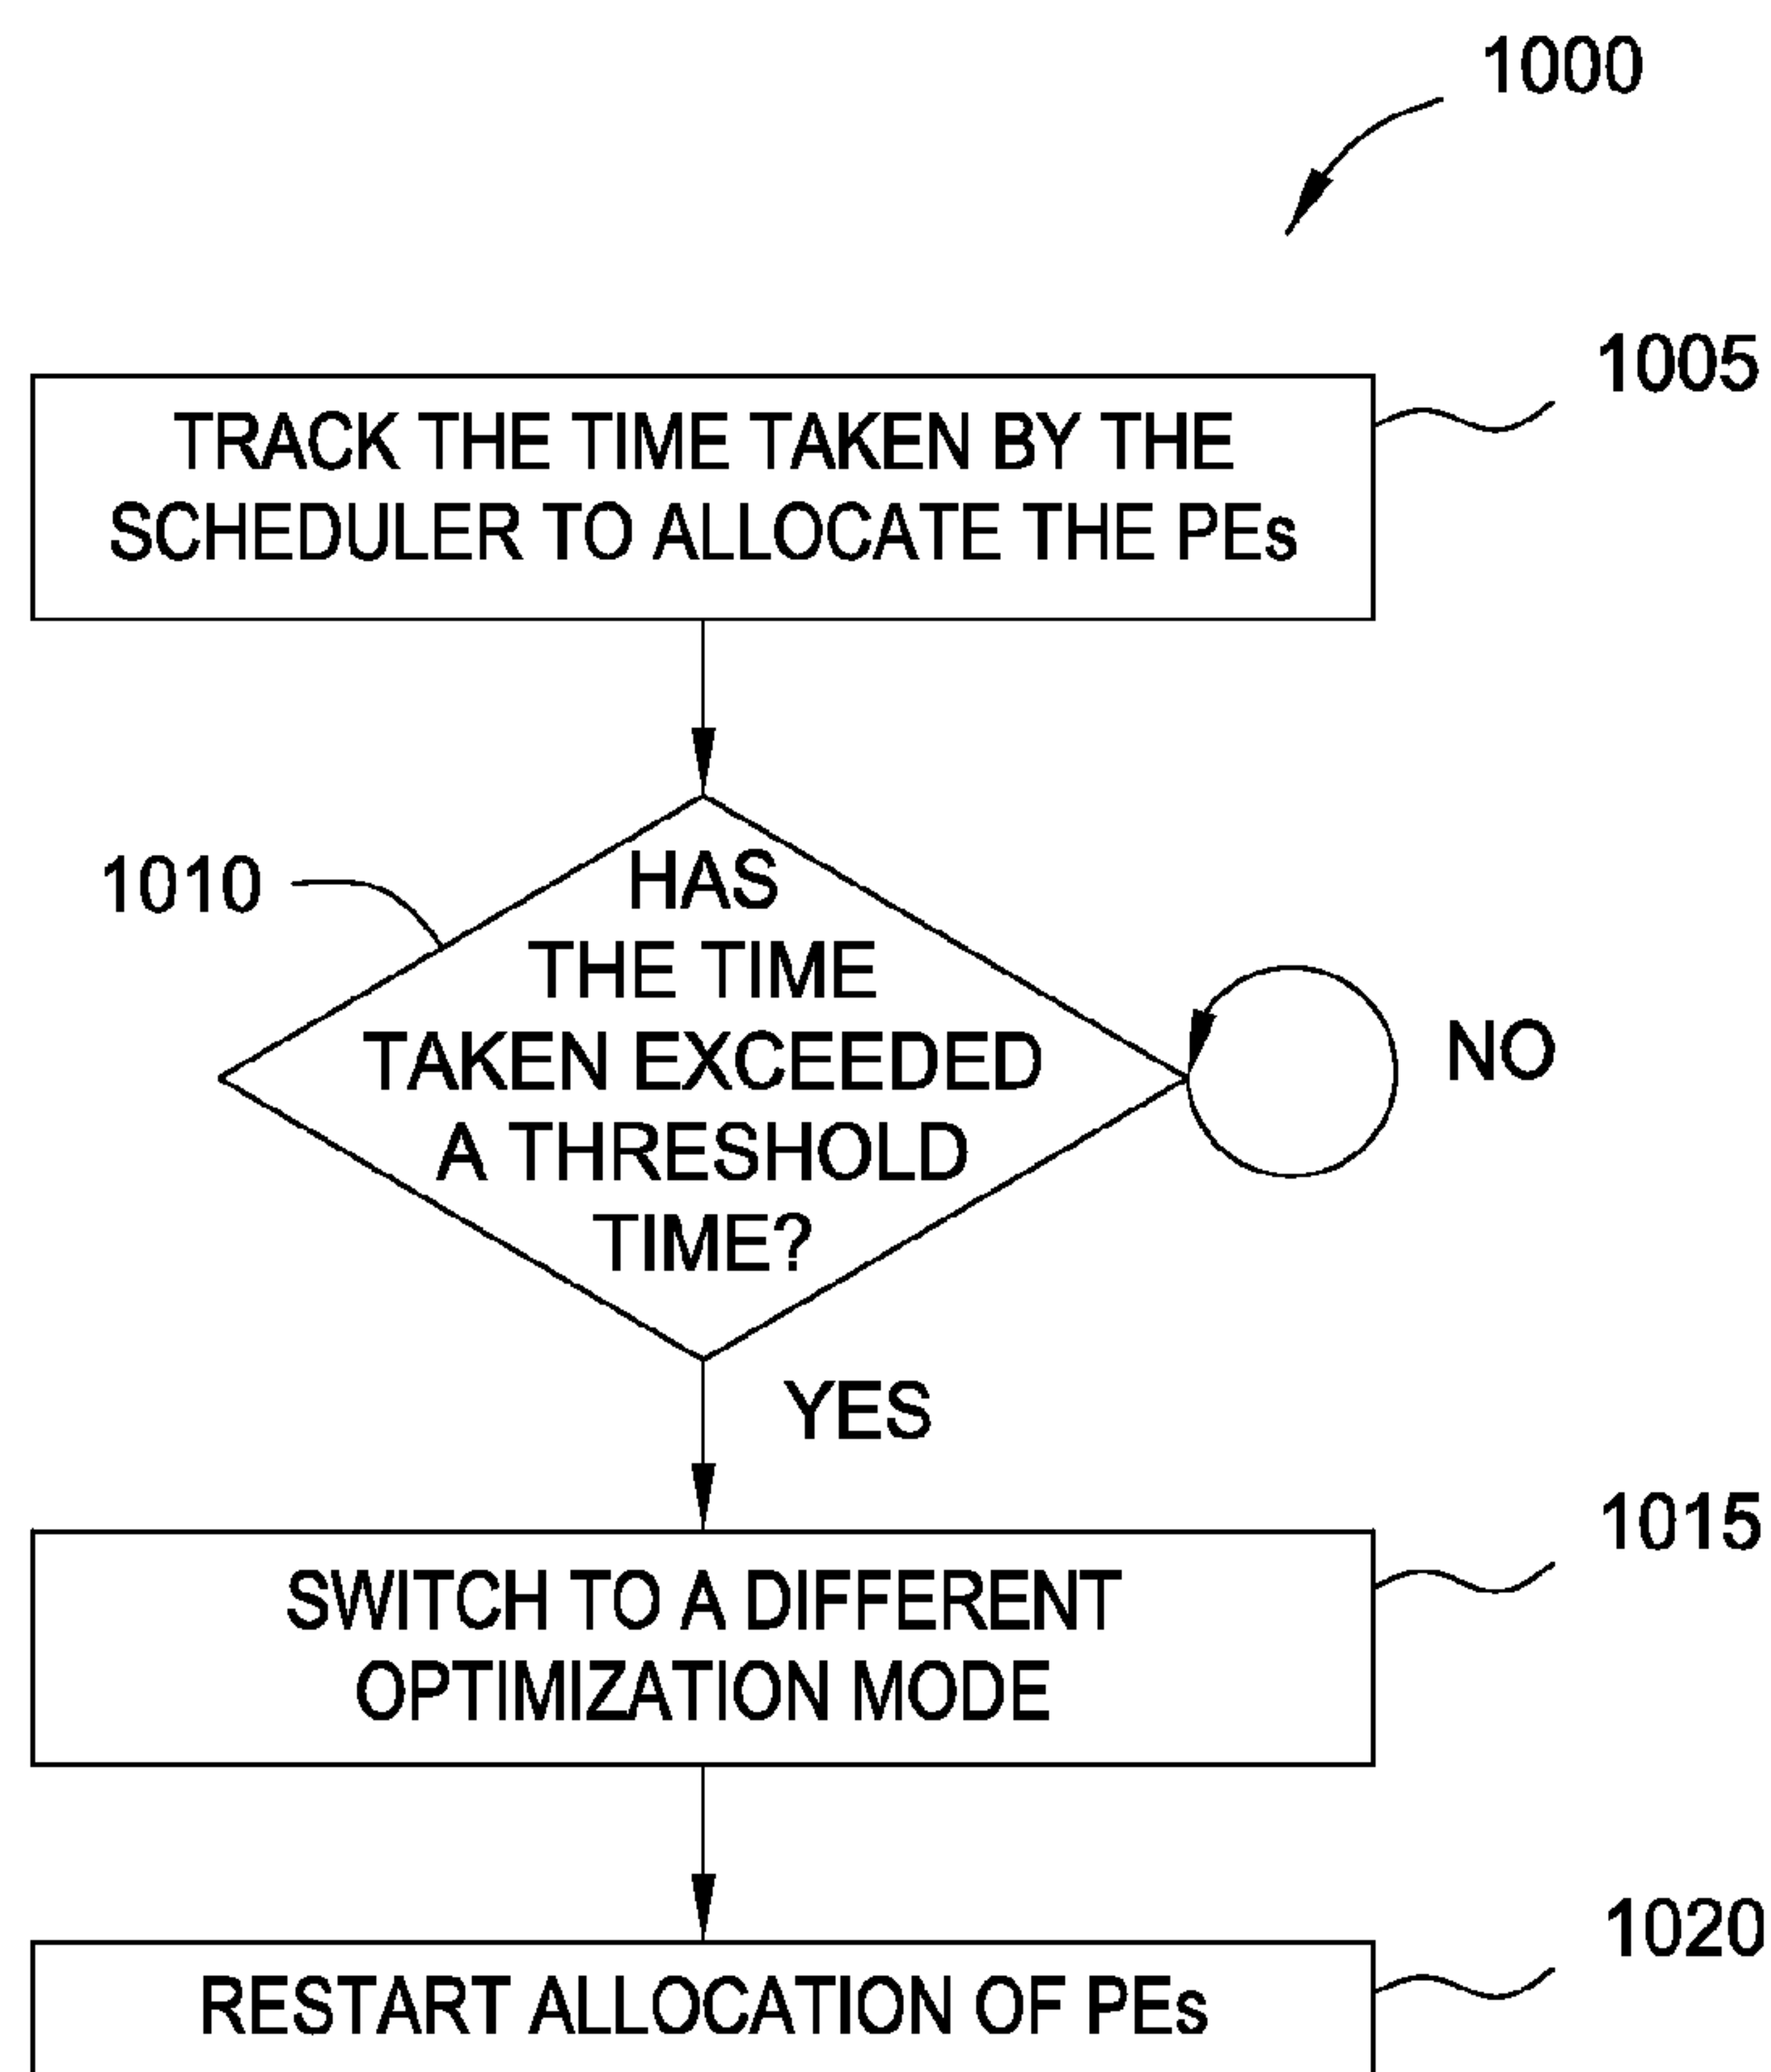 1000
1005
TRACK THE TIME TAKEN BY THE
SCHEDULER TO ALLOCATE THE PEs
1010
HAS
THE TIME
TAKEN EXCEEDED
A THRESHOLD
TIME?
NO
YES
1015
SWITCH TO A DIFFERENT
OPTIMIZATION MODE
1020
RESTART ALLOCATION OF PEs